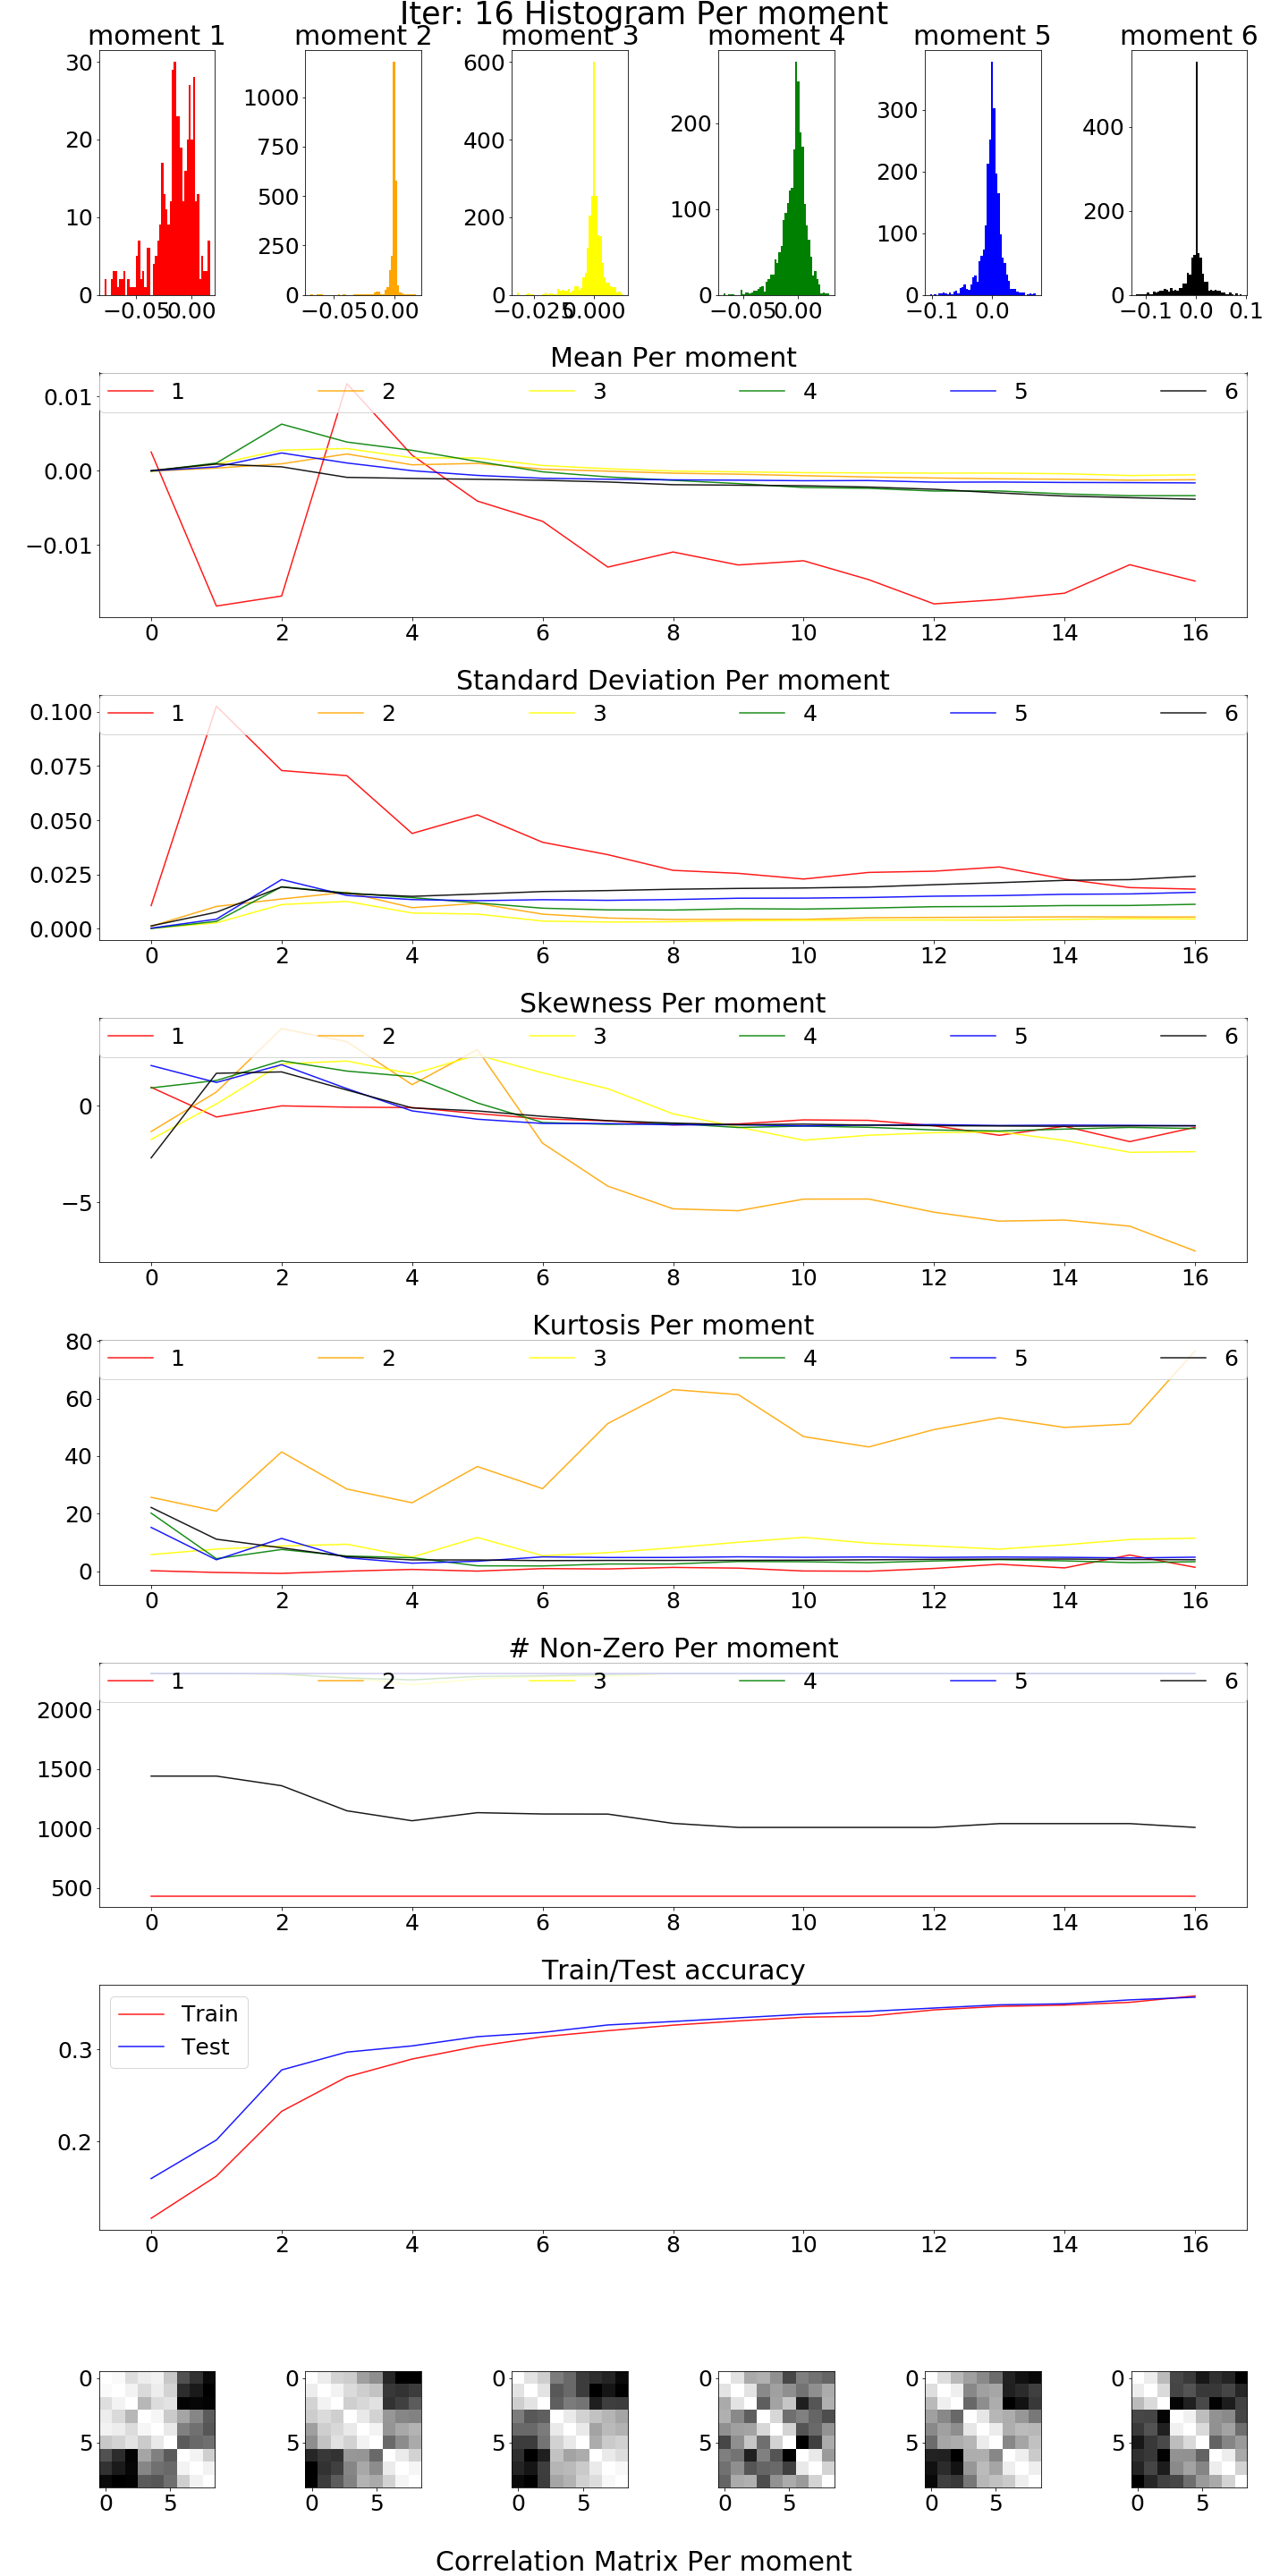 Iter: 16 Histogram Per moment
moment 1 moment 2 moment 3 moment 4 moment 5 moment 6
30 20 10 0
−0.05 0.00
1000 750 500 250 0
−0.05 0.00
600 400 200 0
−0.025 0.000
200 100 0
−0.05 0.00
300 200 100 0
−0.1 0.0
400 200 0
−0.1 0.0 0.1
Mean Per moment
1 2 3 4 5 6
0.01
0.00
−0.01
0 2 4 6 8 10 12 14 16
Standard Deviation Per moment
1 2 3 4 5 6
0.100
0.075
0.050
0.025
0.000
0 2 4 6 8 10 12 14 16
Skewness Per moment
1 2 3 4 5 6
0
−5
0 2 4 6 8 10 12 14 16
Kurtosis Per moment
80
1 2 3 4 5 6
60
40
20
0
0 2 4 6 8 10 12 14 16
# Non-Zero Per moment
1 2 3 4 5 6
2000
1500
1000
500
0 2 4 6 8 10 12 14 16
Train/Test accuracy
Train
Test
0.3
0.2
0 2 4 6 8 10 12 14 16
0 0 0 0 0 0
5 5 5 5 5 5
0 5 0 5 0 5 0 5 0 5 0 5
Correlation Matrix Per moment